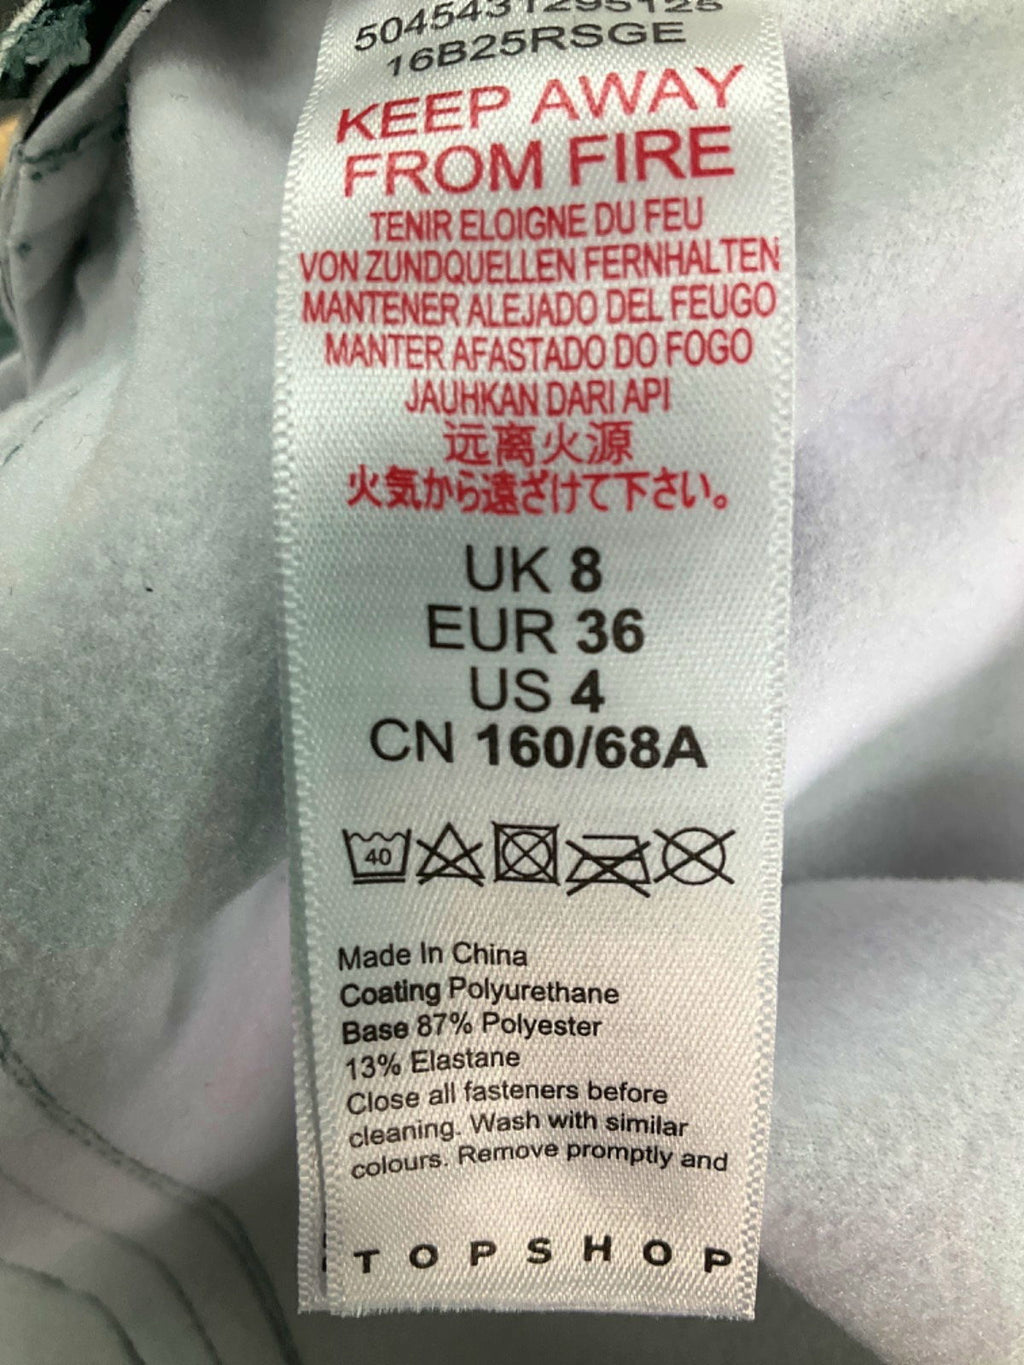 5045431295125
16B25RSGE
KEEP AWAY
FROM FIRE
TENIR ELOIGNE DU FEU
VON ZUNDQUELLEN FERNHALTEN
MANTENER ALEJADO DEL FEUGO
MANTER AFASTADO DO FOGO
JAUHKAN DARI API
远离火源
火気から遠ざけて下さい。
UK 8
EUR 36
US 4
CN 160/68A
40
Made In China
Coating Polyurethane
Base 87% Polyester
13% Elastane
Close all fasteners before
cleaning. Wash with similar
colours. Remove promptly and
TOPSHOP